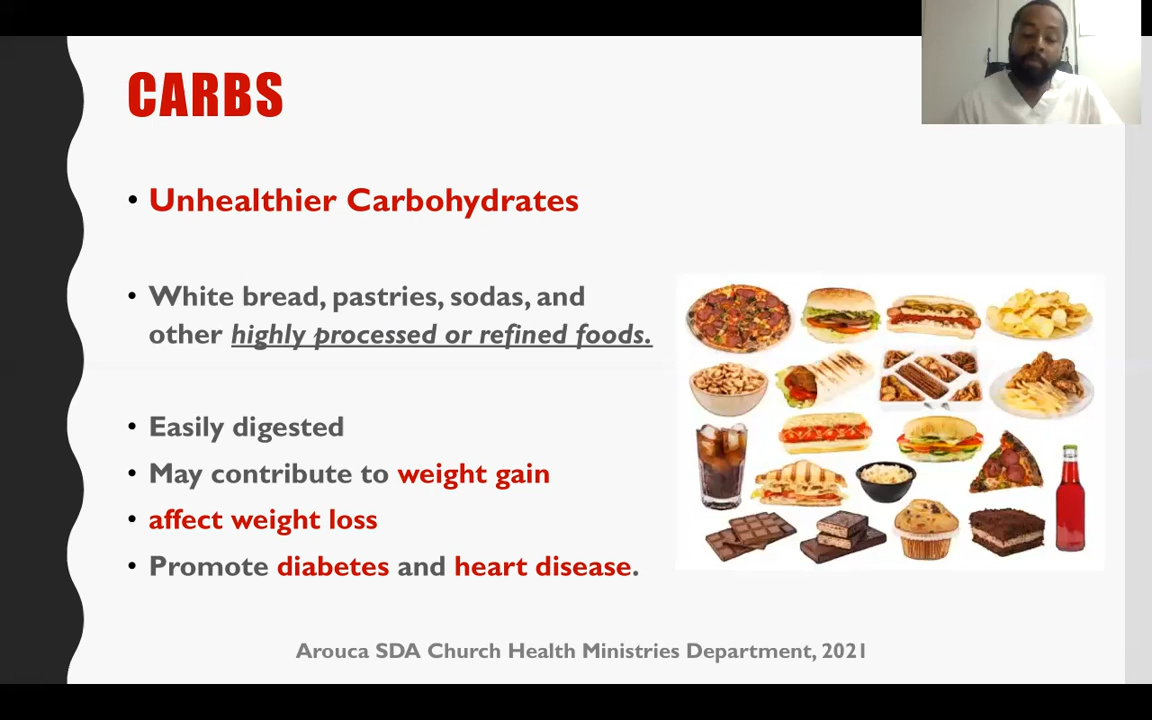 CARBS
• Unhealthier Carbohydrates
• White bread, pastries, sodas, and
other highly processed or refined foods.
• Easily digested
• May contribute to weight gain
• affect weight loss
• Promote diabetes and heart disease.
Arouca SDA Church Health Ministries Department, 2021